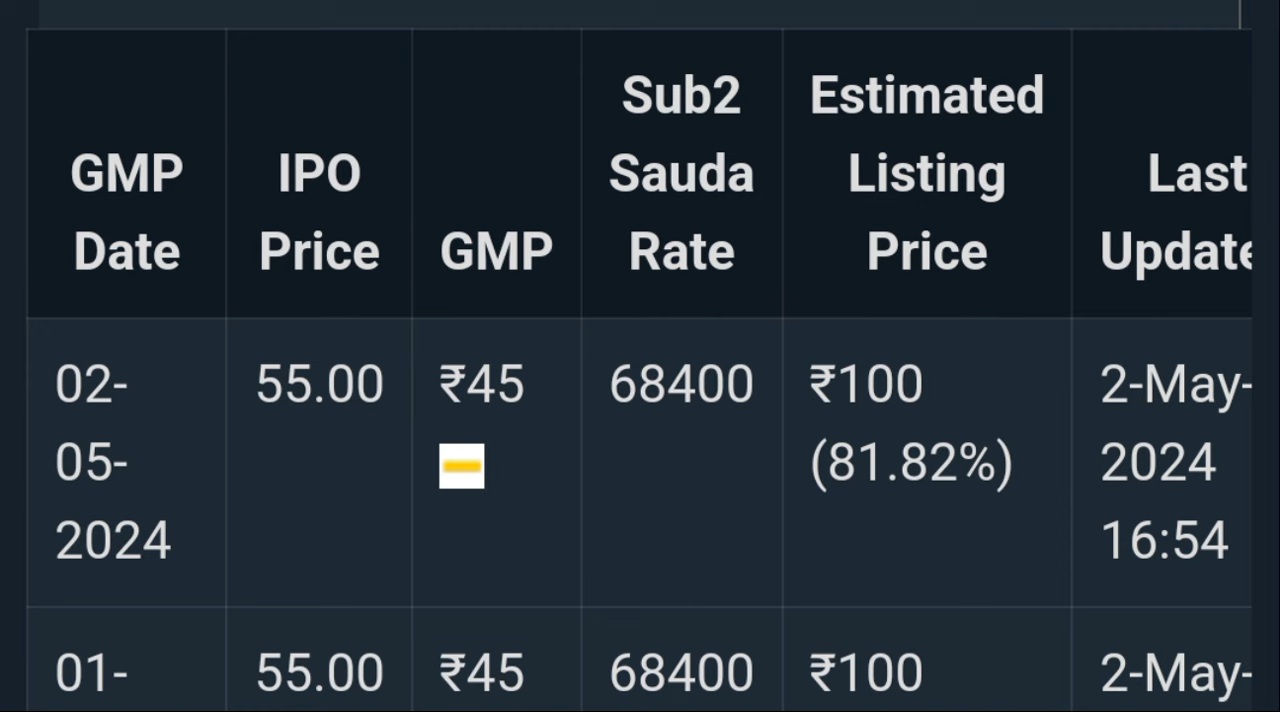 GMP Date IPO Price GMP Sub2 Sauda Rate Estimated Listing Price Last Update
02-05-2024 55.00 ₹45 68400 ₹100 (81.82%) 2-May-2024 16:54
01- 55.00 ₹45 68400 ₹100 2-May-